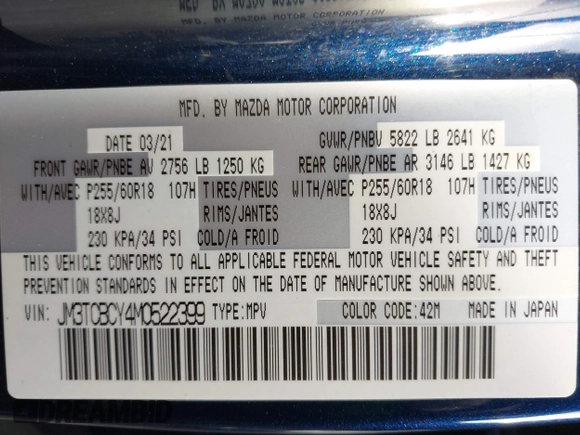 MFD. BY MAZDA MOTOR CORPORATION
DATE 03/21 GVWR/PNBV 5822 LB 2641 KG
FRONT GAWR/PNBE AV 2756 LB 1250 KG REAR GAWR/PNBE AR 3146 LB 1427 KG
WITH/AVEC P255/60R18 107H TIRES/PNEUS WITH/AVEC P255/60R18 107H TIRES/PNEUS
18X8J RIMS/JANTES 18X8J RIMS/JANTES
230 KPA/34 PSI COLD/A FROID 230 KPA/34 PSI COLD/A FROID
THIS VEHICLE CONFORMS TO ALL APPLICABLE FEDERAL MOTOR VEHICLE SAFETY AND THEFT
PREVENTION STANDARDS IN EFFECT ON THE DATE OF MANUFACTURE SHOWN ABOVE.
VIN: JM3TCBCY4M0522399 TYPE:MPV COLOR CODE:42M MADE IN JAPAN
DREAMBID